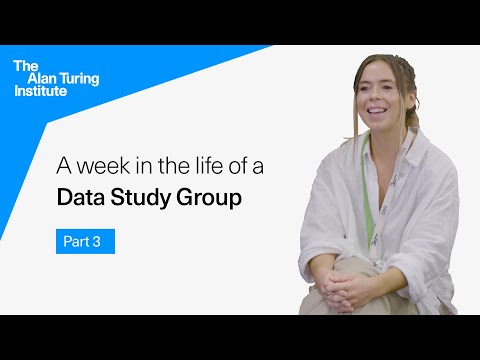 The
Alan Turing
Institute
A week in the life of a
Data Study Group
Part 3